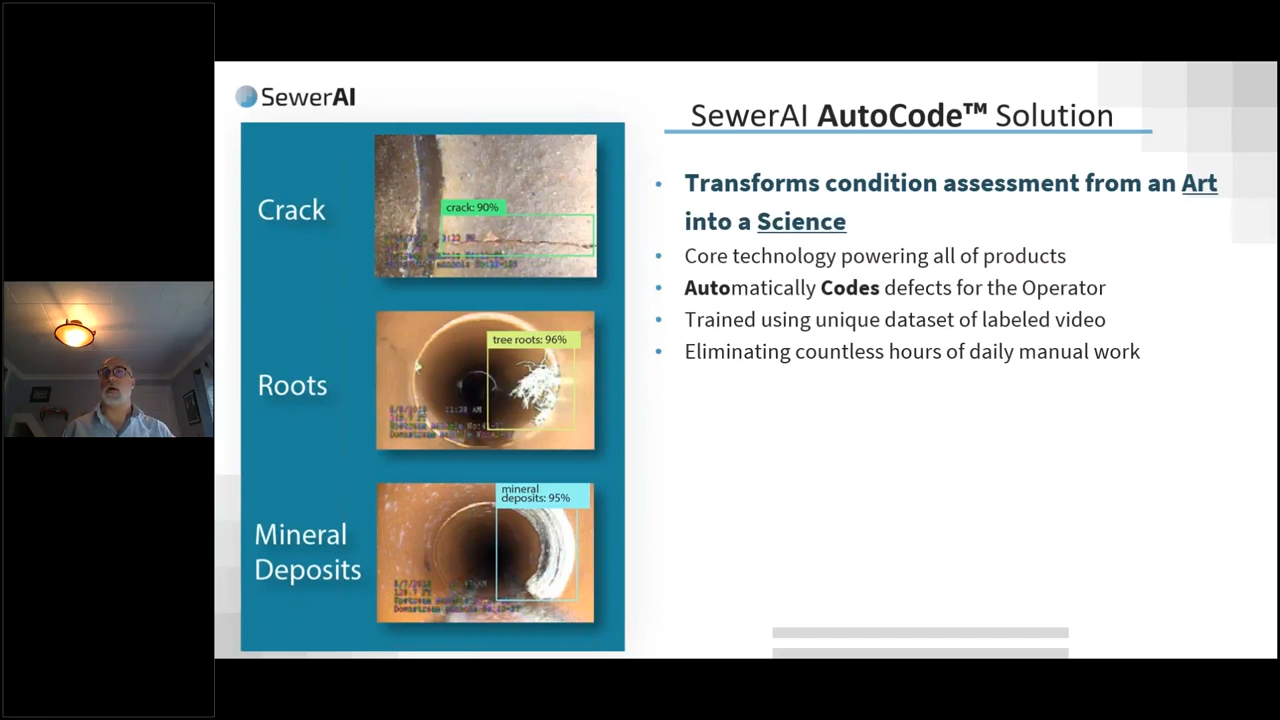 SewerAI
SewerAI AutoCode™ Solution
Crack
crack: 90%
Roots
tree roots: 96%
Mineral
Deposits
mineral
deposits: 95%
Transforms condition assessment from an Art
into a Science
Core technology powering all of products
Automatically Codes defects for the Operator
Trained using unique dataset of labeled video
Eliminating countless hours of daily manual work